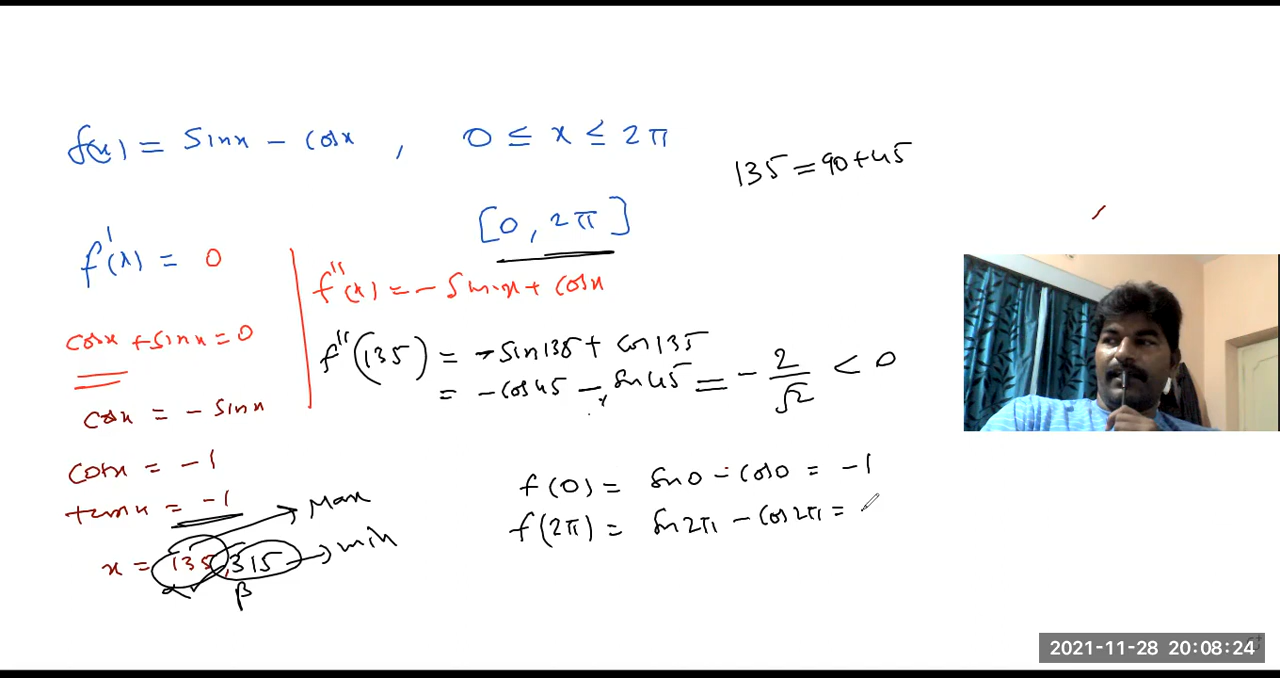 f(x) = sinx - cosx , 0 ≤ x ≤ 2π
135 = 90+45
[0, 2π]
f'(x) = 0
f''(x) = - sinx + cosx
cosx + sinx = 0
f''(135) = - sin135 + cos135
= - cos45 - sin45 = - 2/√2 < 0
cosx = - sinx
cotx = -1
f(0) = sin0 - cos0 = -1
tanx = -1
Max
f(2π) = sin2π - cos2π =
x = 135, 315
min
α
β
2021-11-28 20:08:24